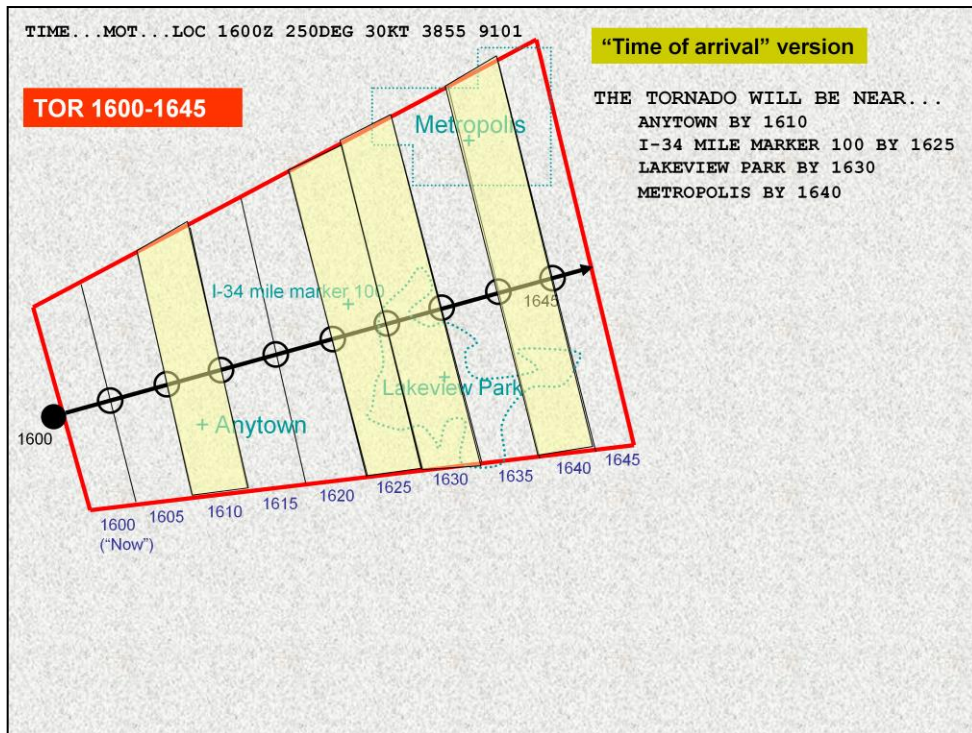 TIME...MOT...LOC 1600Z 250DEG 30KT 3855 9101
“Time of arrival” version
TOR 1600-1645
THE TORNADO WILL BE NEAR...
ANYTOWN BY 1610
I-34 MILE MARKER 100 BY 1625
LAKEVIEW PARK BY 1630
METROPOLIS BY 1640
Metropolis
I-34 mile marker 100
1645
Lakeview Park
Anytown
1600
1600
(“Now”)
1605
1610
1615
1620
1625
1630
1635
1640
1645